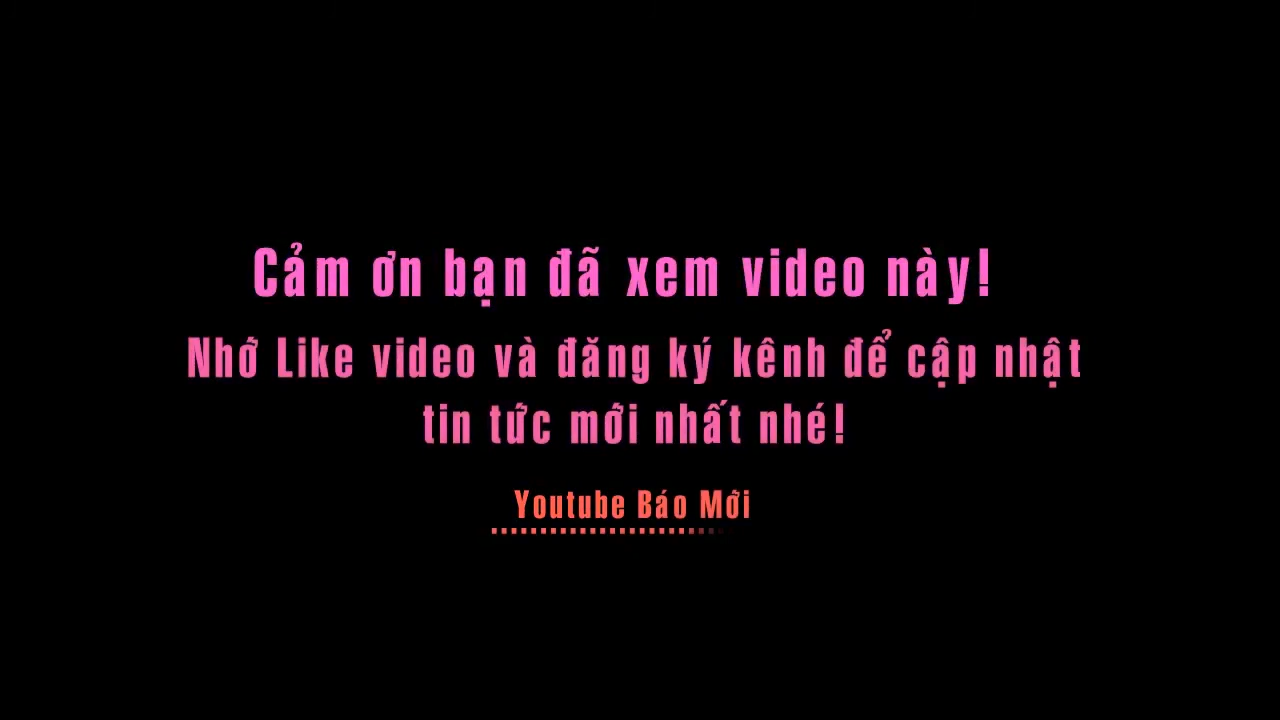 Cảm ơn bạn đã xem video này!
Nhớ Like video và đăng ký kênh để cập nhật
tin tức mới nhất nhé!
Youtube Báo Mới